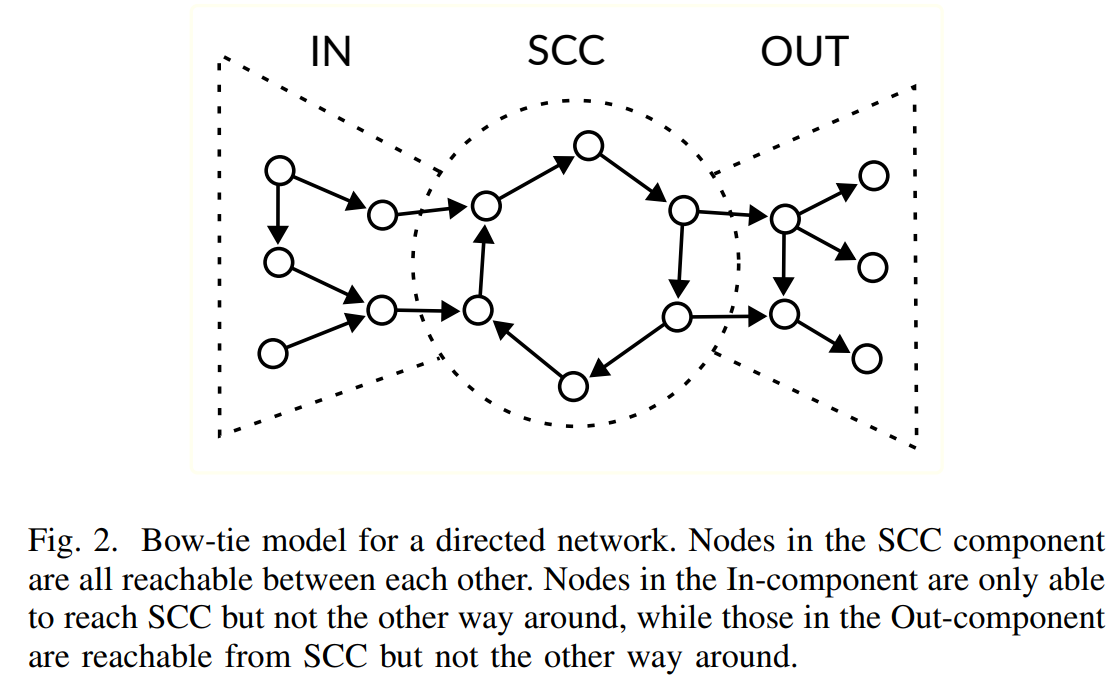 IN SCC OUT
Fig. 2. Bow-tie model for a directed network. Nodes in the SCC component
are all reachable between each other. Nodes in the In-component are only able
to reach SCC but not the other way around, while those in the Out-component
are reachable from SCC but not the other way around.